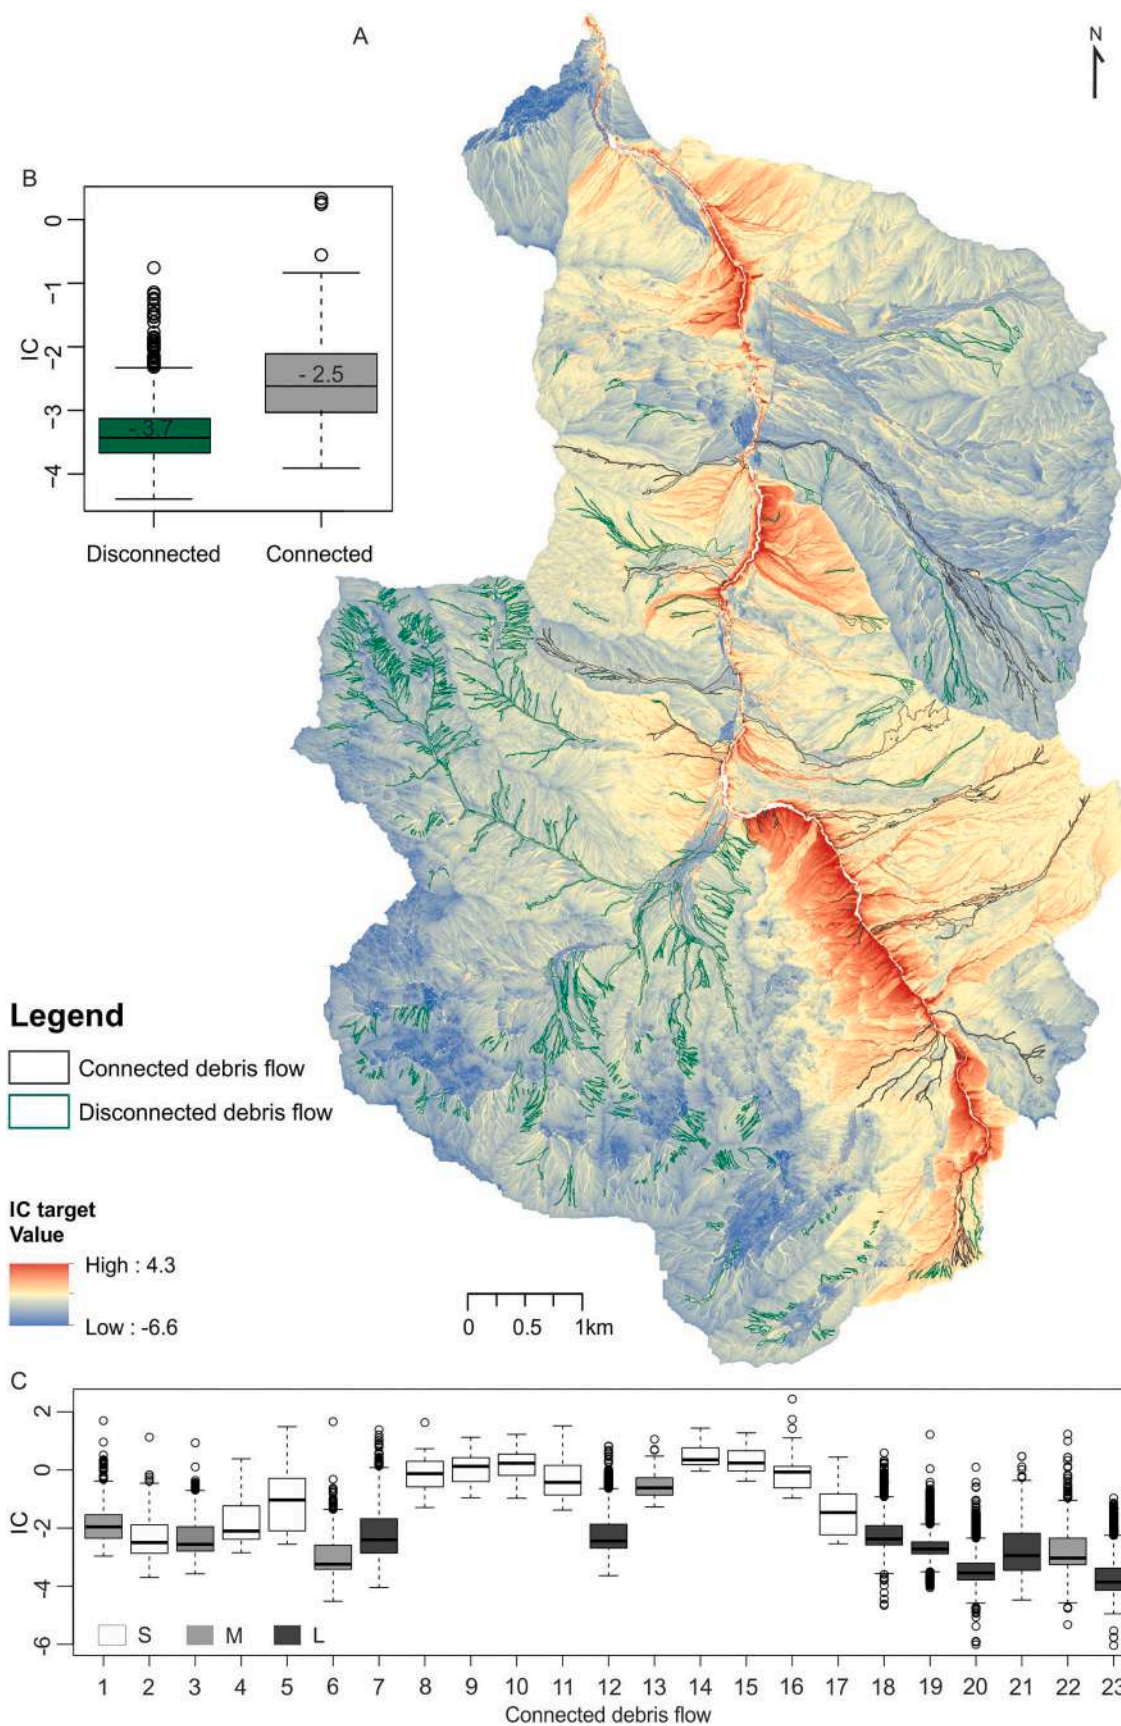 A
N
B
IC
0
-1
-2
-3
-4
- 3.7
- 2.5
Disconnected Connected
Legend
Connected debris flow
Disconnected debris flow
IC target
Value
High : 4.3
Low : -6.6
0 0.5 1km
C
IC
2
0
-2
-4
-6
S M L
1 2 3 4 5 6 7 8 9 10 11 12 13 14 15 16 17 18 19 20 21 22 23
Connected debris flow